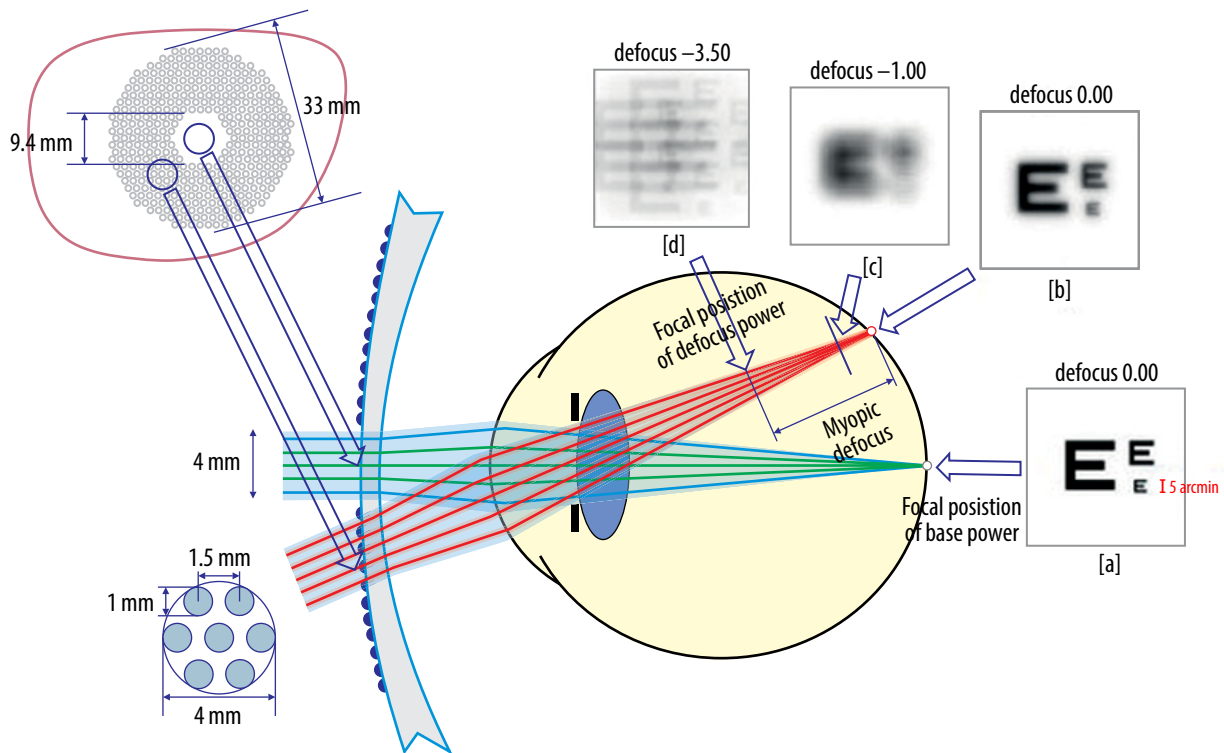 defocus –3.50
defocus –1.00
defocus 0.00
33 mm
9.4 mm
E E E
E E E
[d]
[c]
[b]
Focal posistion
of defocus power
defocus 0.00
Myopic
defocus
4 mm
E E E
I 5 arcmin
Focal posistion
of base power
[a]
1.5 mm
1 mm
4 mm